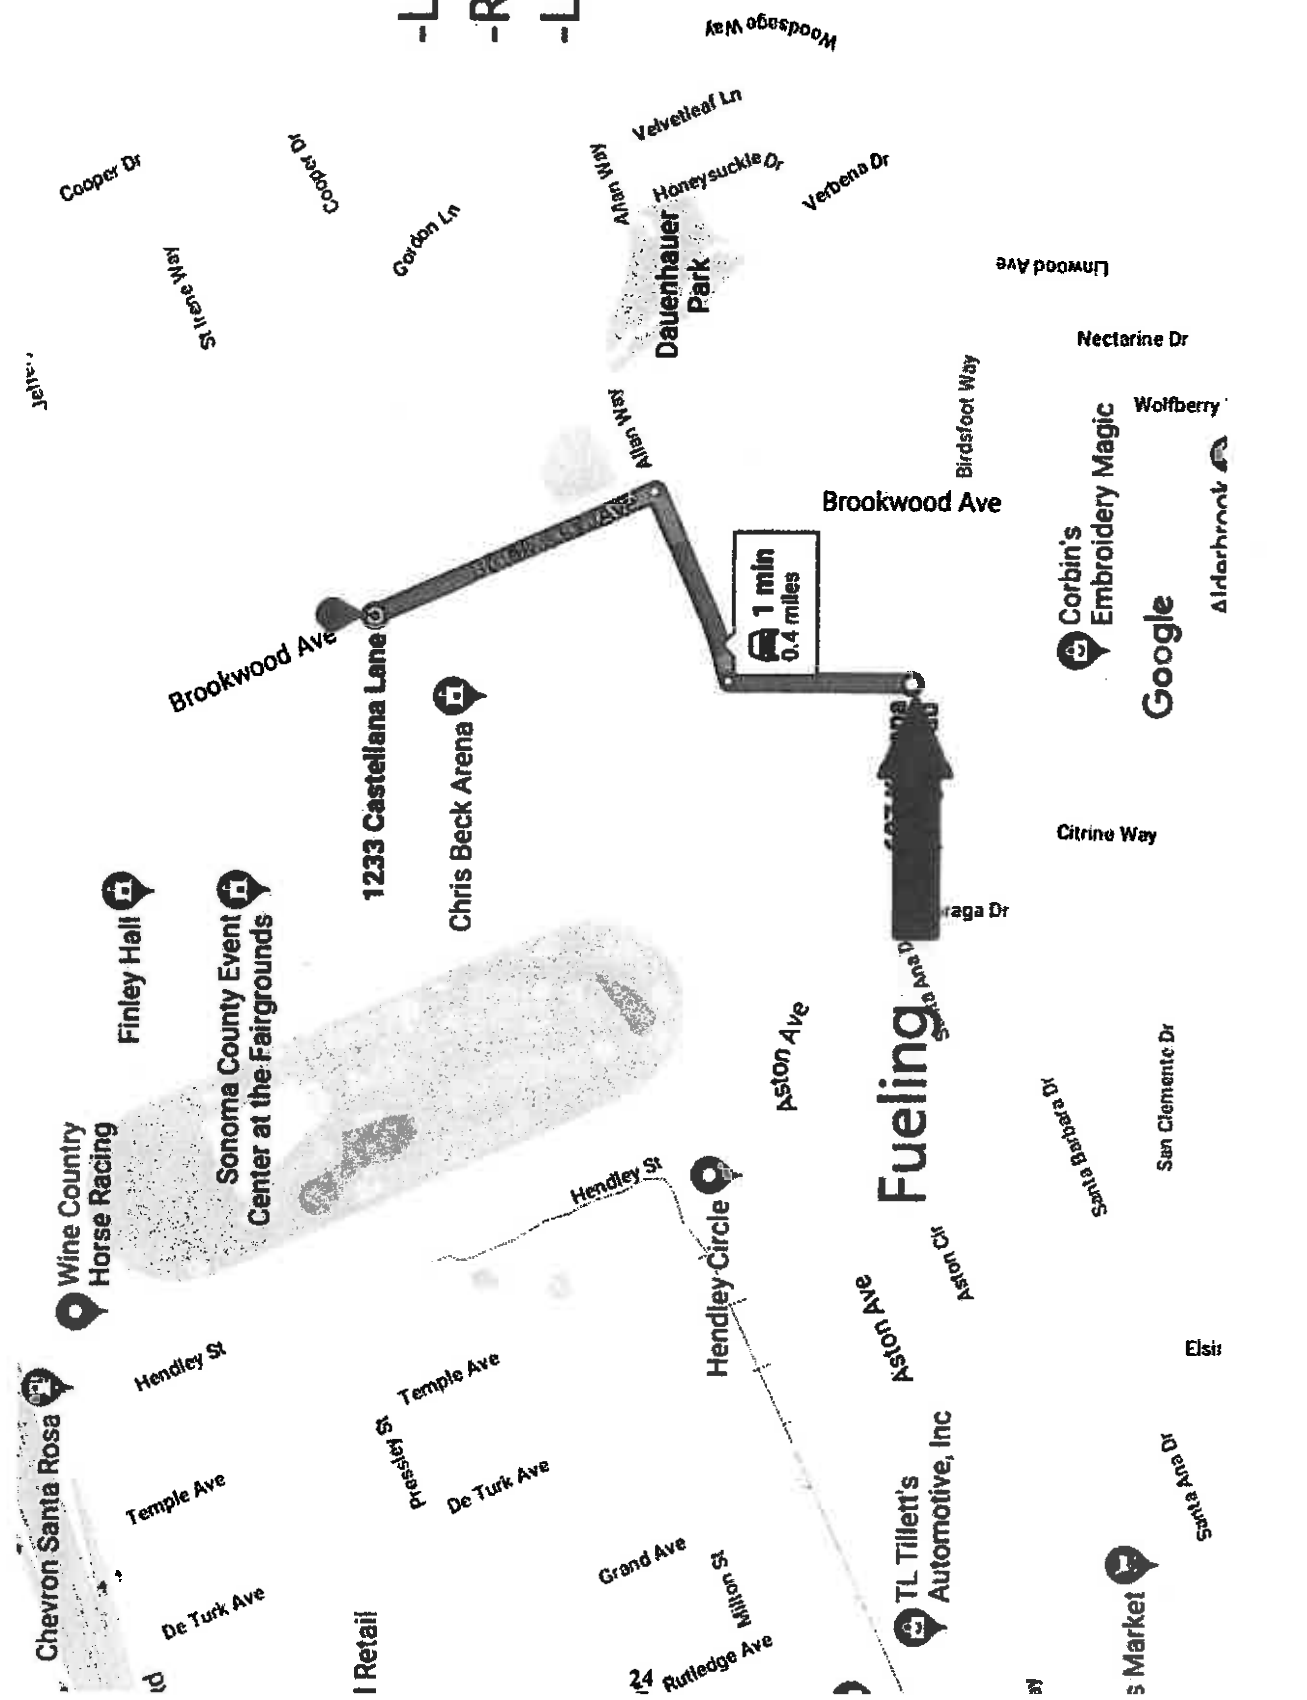 -L
-R
-L
Woodsage Way
Velvetleaf Ln
Cooper Dr
Cooper Dr
Allan Way
Honeysuckle Dr
Verbena Dr
Gordon Ln
Dauenhauer
Park
St Irene Way
Linwood Ave
Nectarine Dr
Allan Way
Birdsfoot Way
Wolfberry
Corbin's
Embroidery Magic
Brookwood Ave
Brookwood Ave
Ave
1 min
0.4 miles
Google
1233 Castellana Lane
Chris Beck Arena
Citrine Way
Finley Hall
Sonoma County Event
Center at the Fairgrounds
raga Dr
Aston Ave
Fueling
San Clemente Dr
Santa Barbara Dr
Wine Country
Horse Racing
Hendley St
Hendley Circle
Aston Cir
Aston Ave
Hendley St
Elsi
Chevron Santa Rosa
Temple Ave
Pressley St
De Turk Ave
Temple Ave
TL Tillett's
Automotive, Inc
Santa Ana Dr
Grand Ave
Milton St
De Turk Ave
l Retail
24
Rutledge Ave
s Market